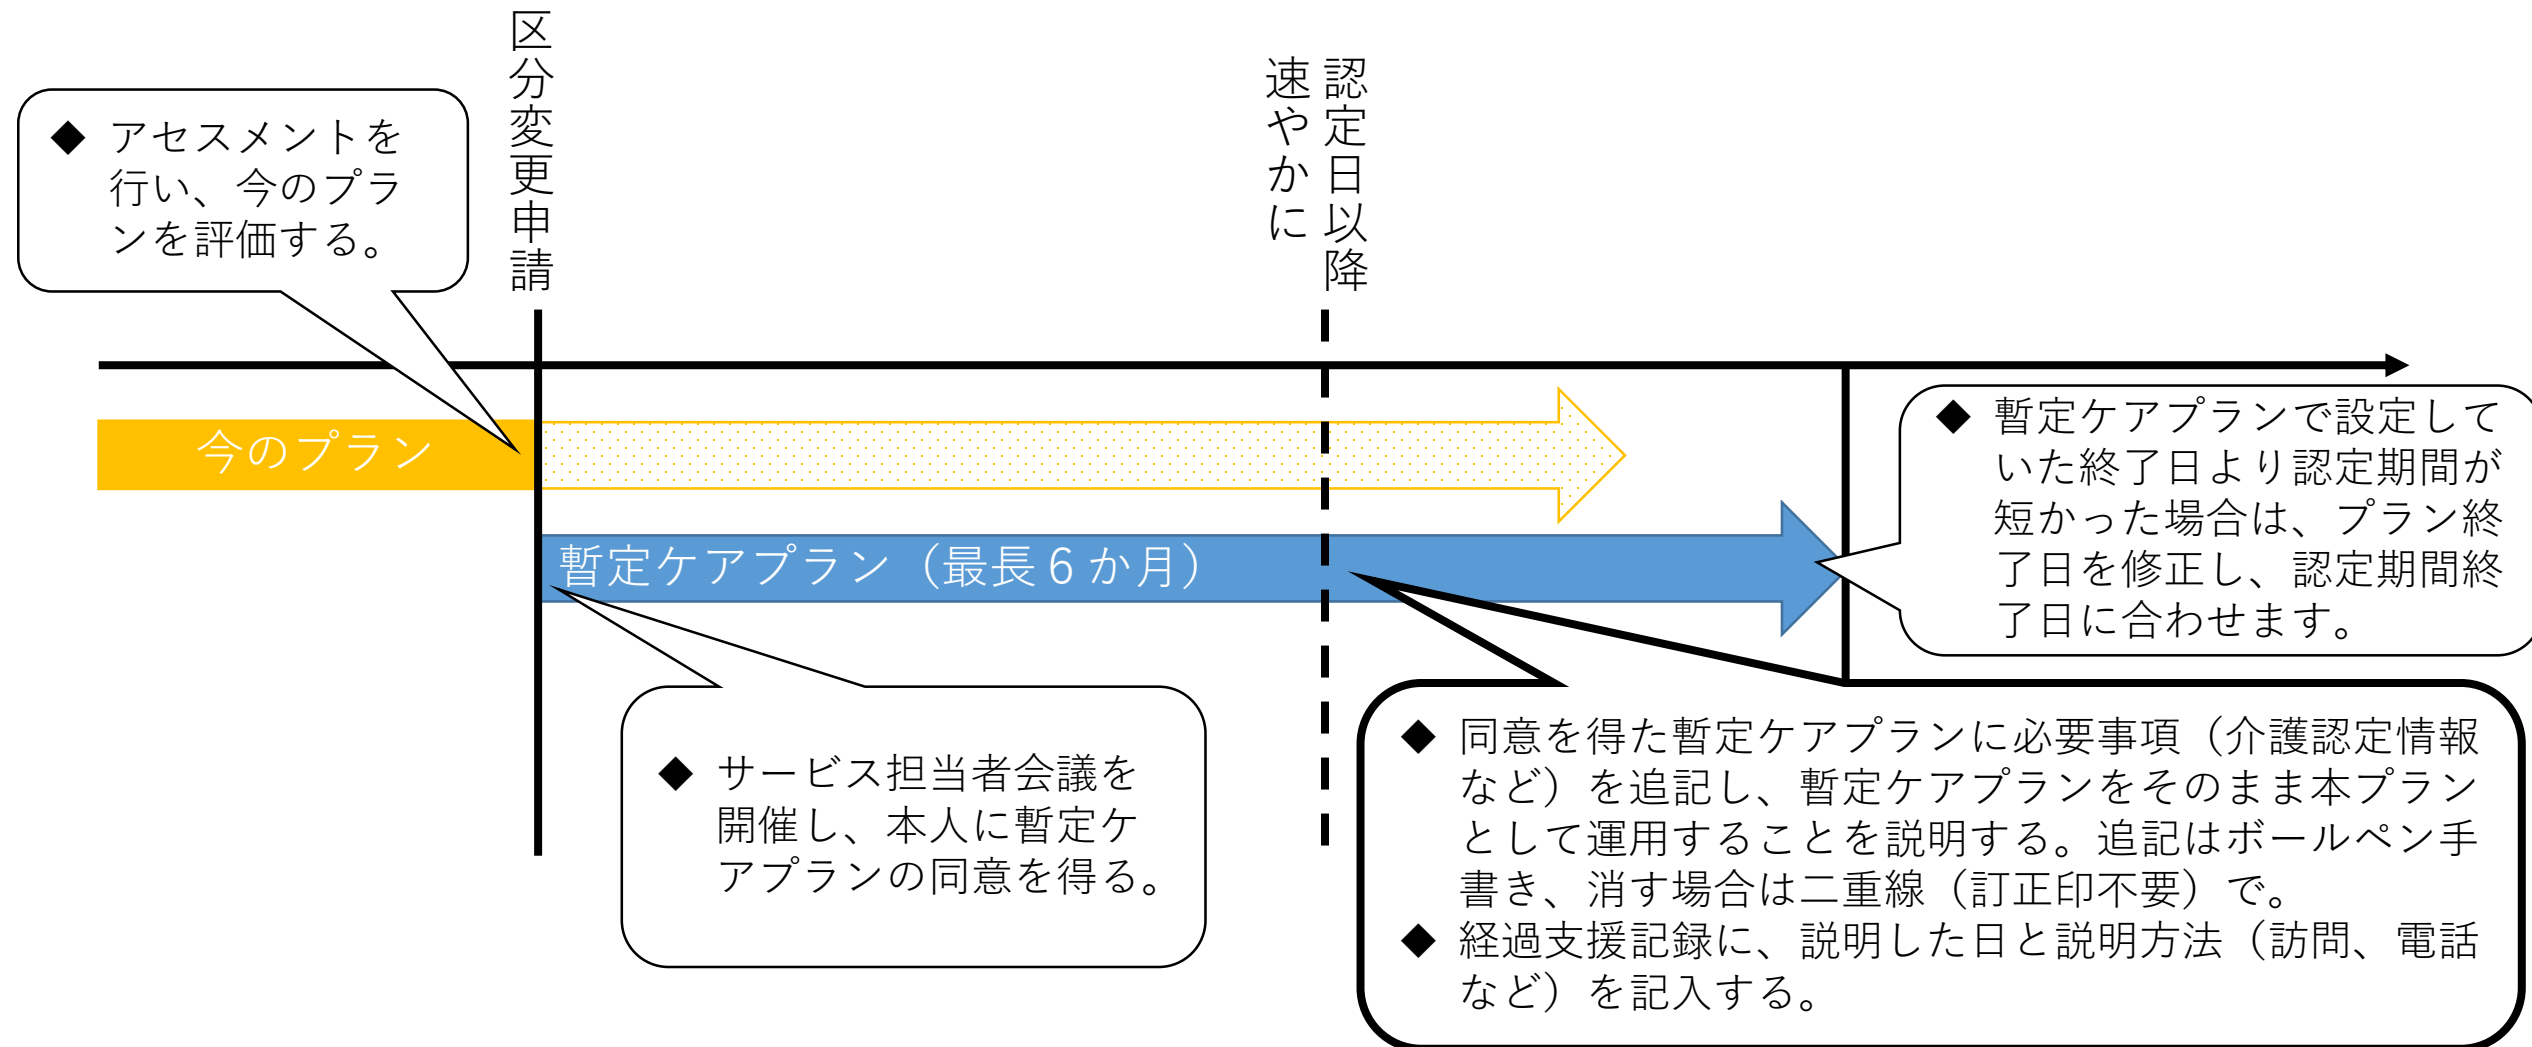 区分変更申請
認定日以降
速やかに
◆ アセスメントを
行い、今のプラ
ンを評価する。
今のプラン
暫定ケアプラン（最長６か月）
◆ 暫定ケアプランで設定して
いた終了日より認定期間が
短かった場合は、プラン終
了日を修正し、認定期間終
了日に合わせます。
◆ サービス担当者会議を
開催し、本人に暫定ケ
アプランの同意を得る。
◆ 同意を得た暫定ケアプランに必要事項（介護認定情報
など）を追記し、暫定ケアプランをそのまま本プラン
として運用することを説明する。追記はボールペン手
書き、消す場合は二重線（訂正印不要）で。
◆ 経過支援記録に、説明した日と説明方法（訪問、電話
など）を記入する。